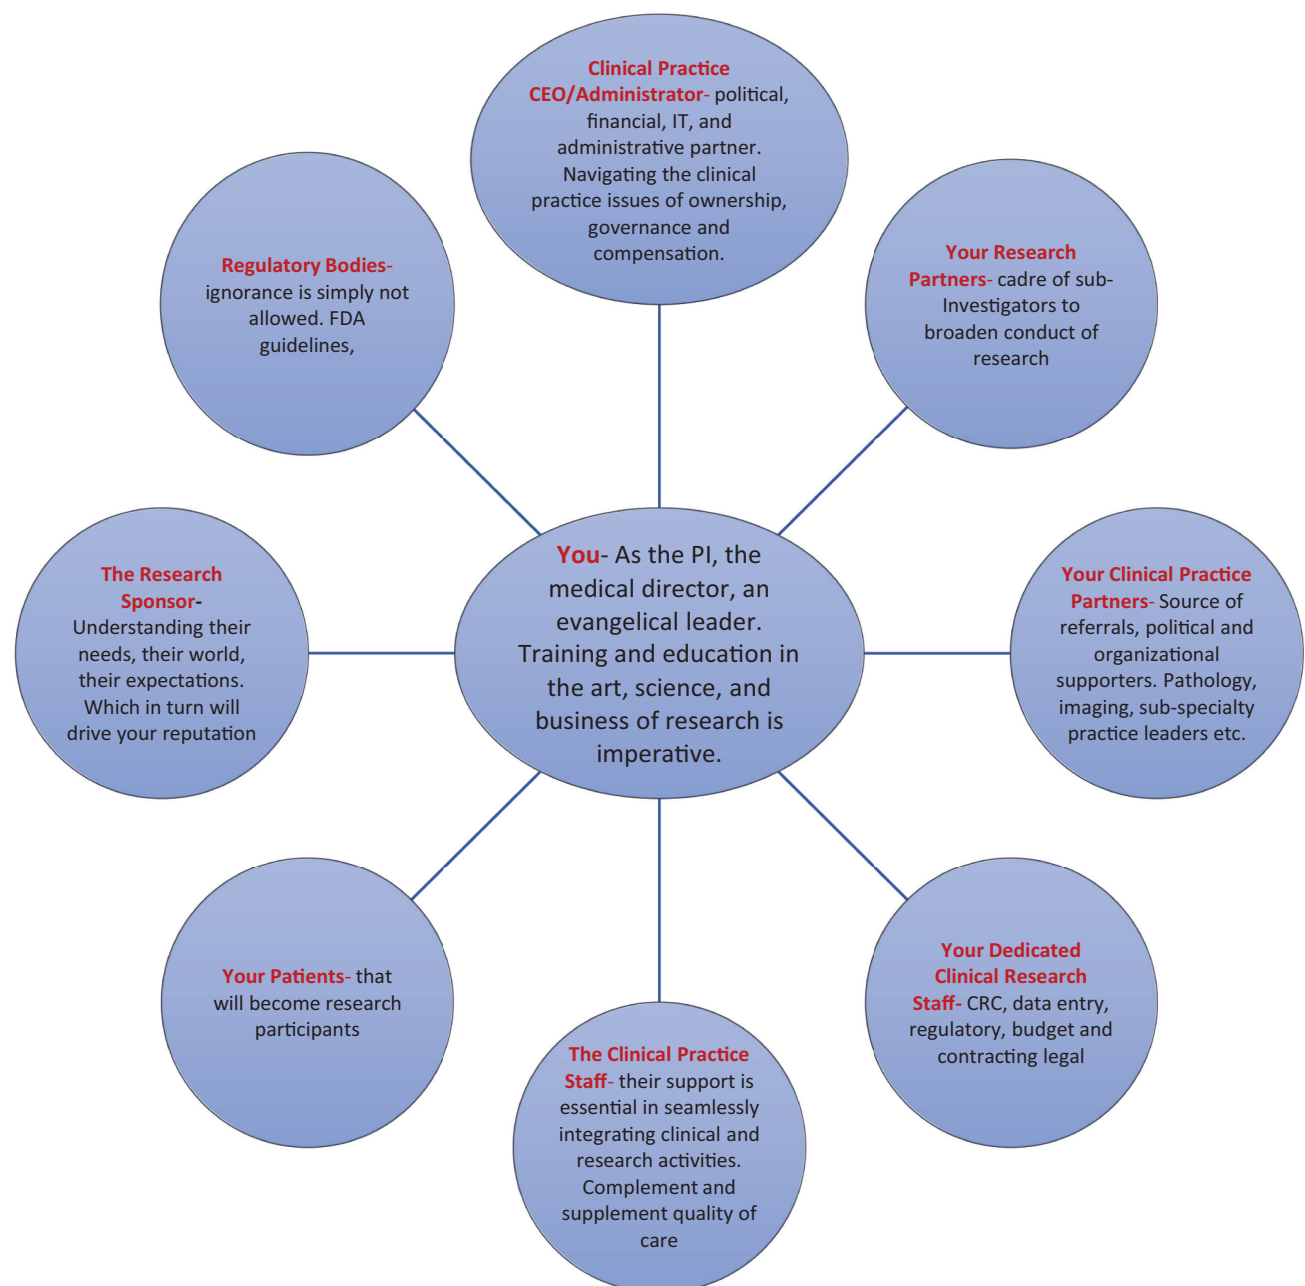 Clinical Practice
CEO/Administrator- political,
financial, IT, and
administrative partner.
Navigating the clinical
practice issues of ownership,
governance and
compensation.
Your Research
Partners- cadre of sub-
Investigators to
broaden conduct of
research
Your Clinical Practice
Partners- Source of
referrals, political and
organizational
supporters. Pathology,
imaging, sub-specialty
practice leaders etc.
Your Dedicated
Clinical Research
Staff- CRC, data entry,
regulatory, budget and
contracting legal
The Clinical Practice
Staff- their support is
essential in seamlessly
integrating clinical and
research activities.
Complement and
supplement quality of
care
Your Patients- that
will become research
participants
The Research
Sponsor-
Understanding their
needs, their world,
their expectations.
Which in turn will
drive your reputation
Regulatory Bodies-
ignorance is simply not
allowed. FDA
guidelines,
You- As the PI, the
medical director, an
evangelical leader.
Training and education in
the art, science, and
business of research is
imperative.